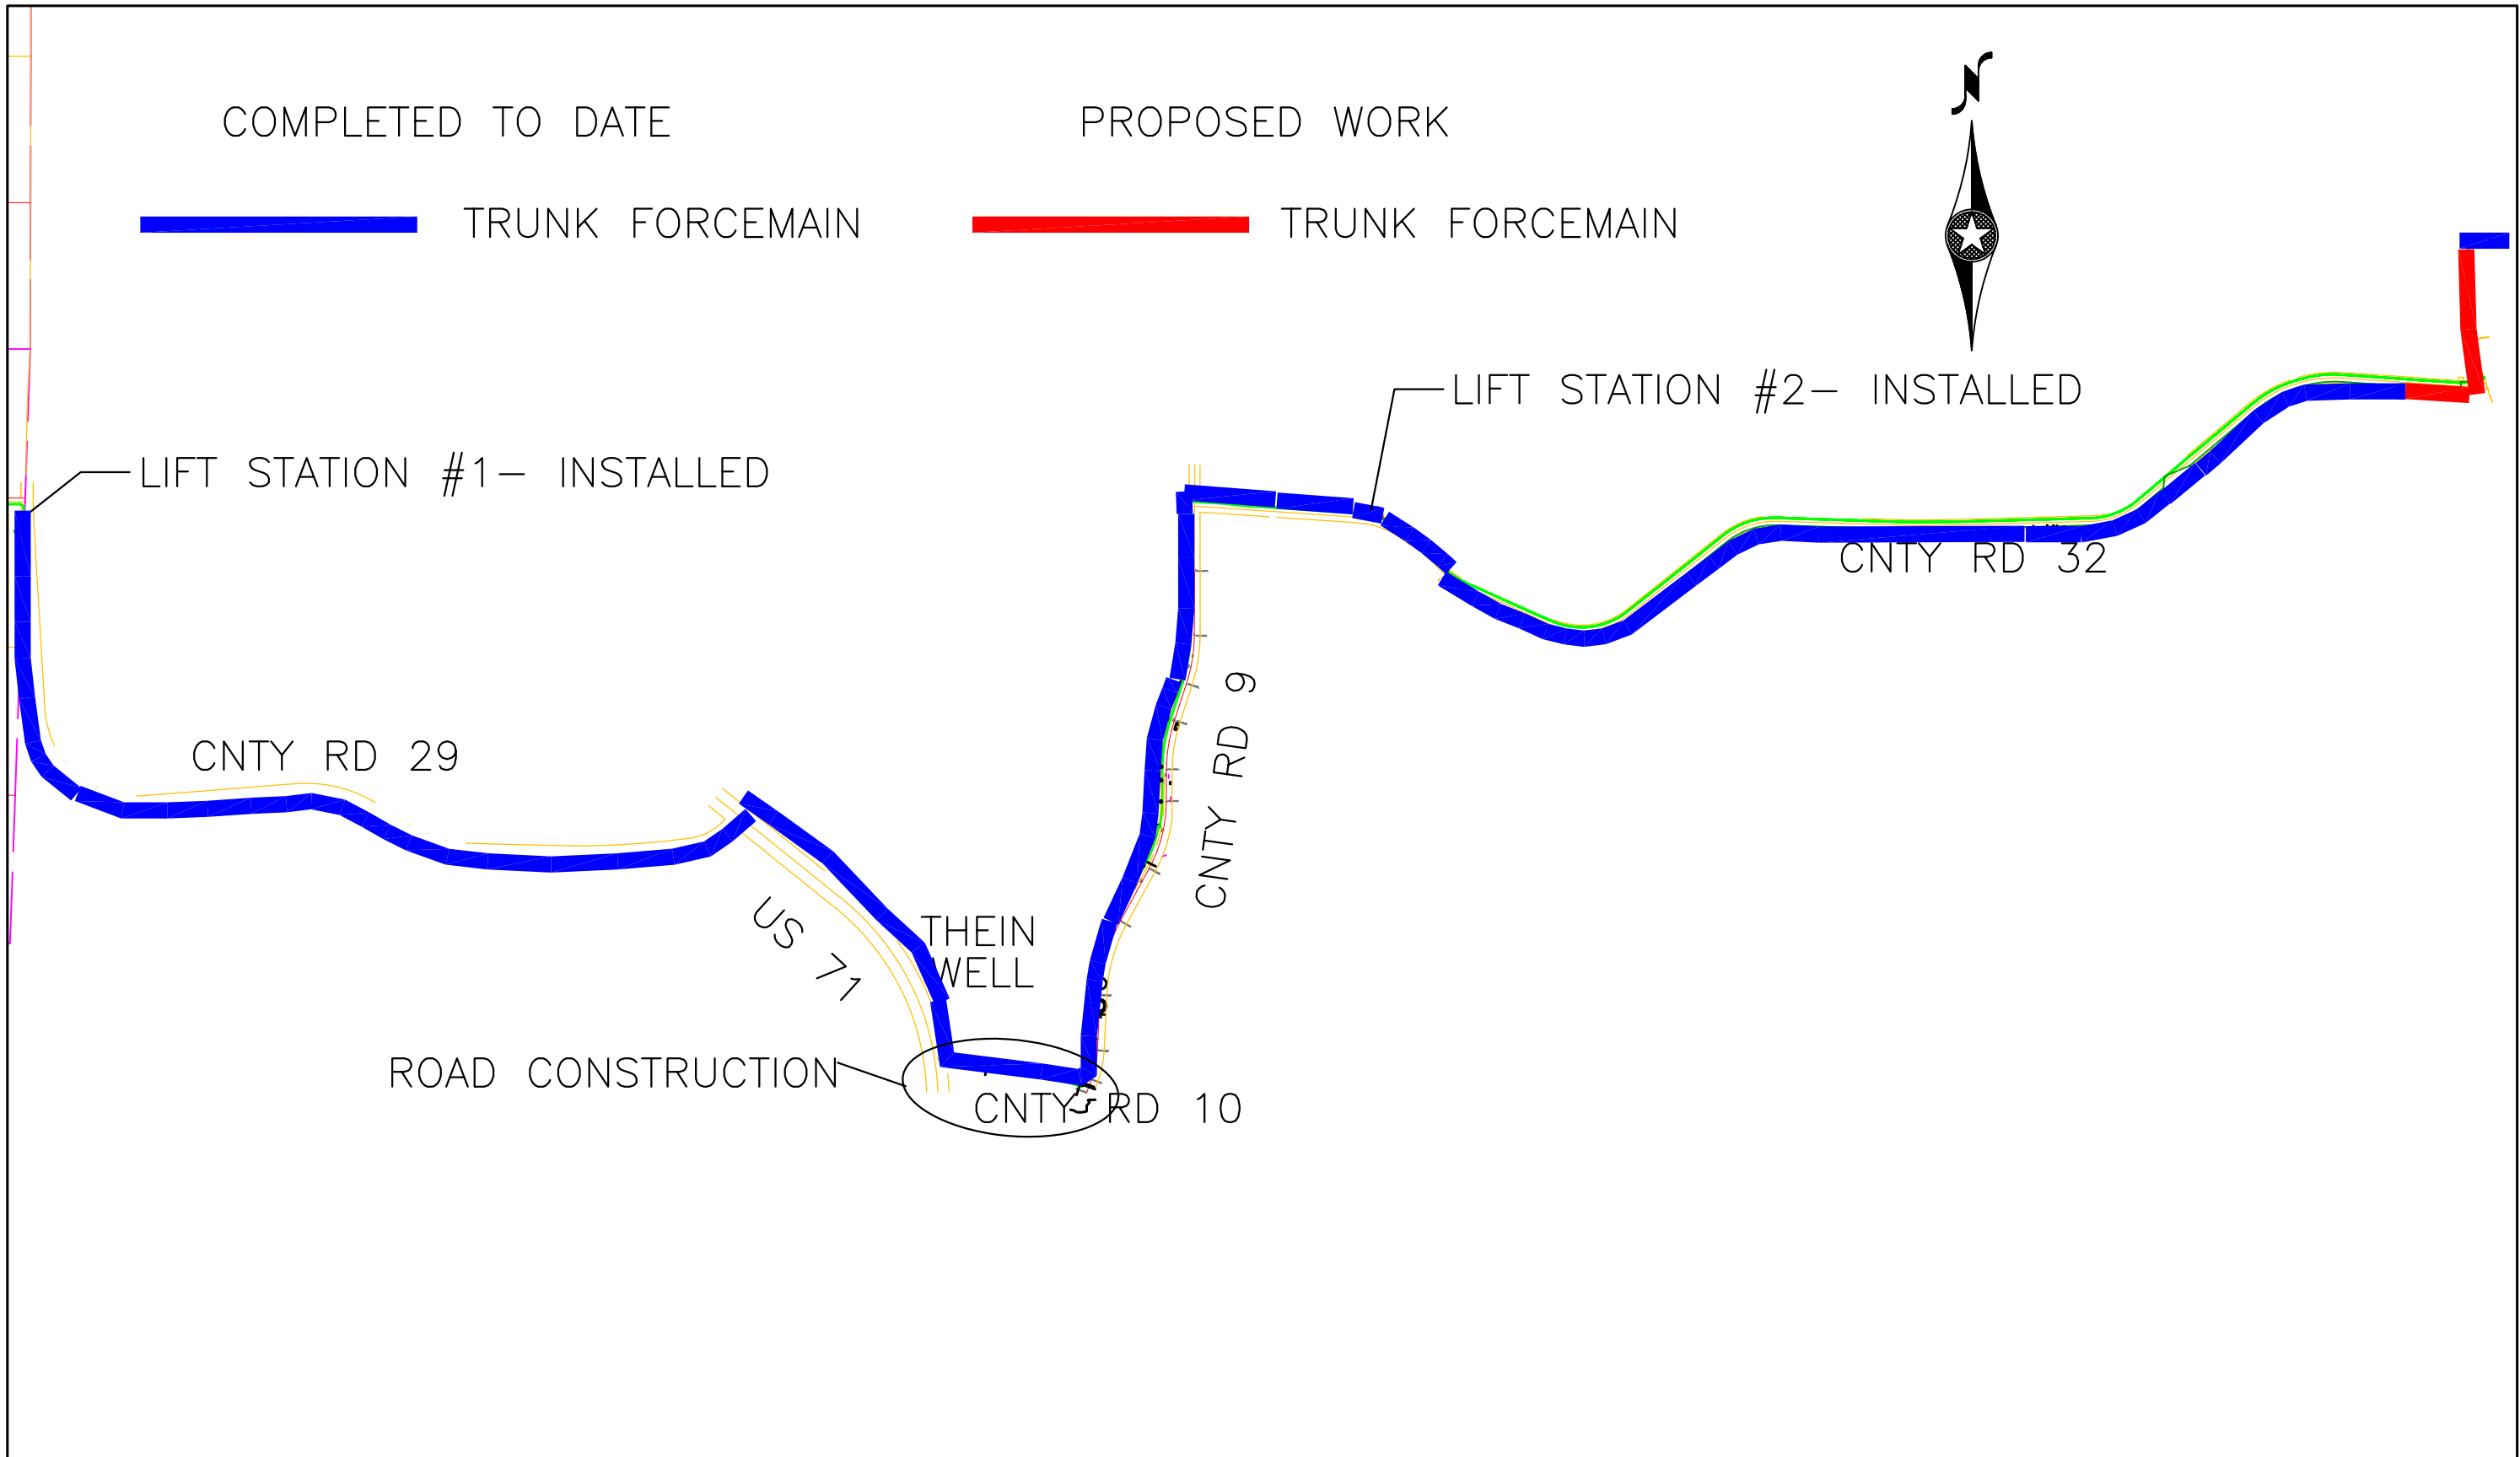 N
COMPLETED TO DATE
PROPOSED WORK
TRUNK FORCEMAIN
TRUNK FORCEMAIN
LIFT STATION #2- INSTALLED
LIFT STATION #1- INSTALLED
CNTY RD 32
CNTY RD 9
CNTY RD 29
US 71
THEIN
WELL
ROAD CONSTRUCTION
CNTY RD 10